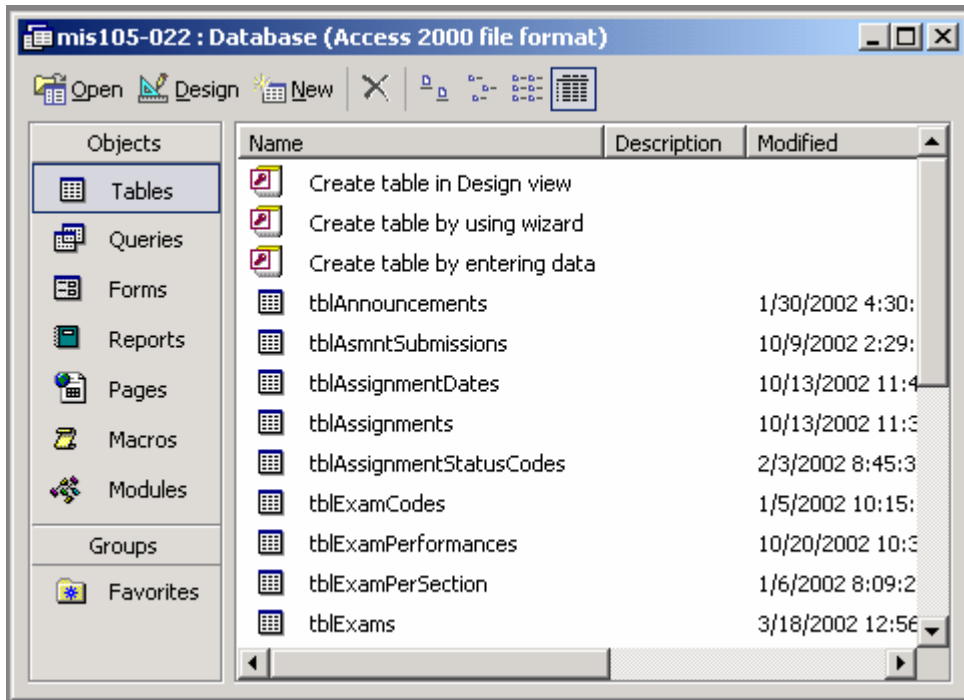 mis105-022 : Database (Access 2000 file format)
Open Design New
Objects
Tables
Queries
Forms
Reports
Pages
Macros
Modules
Groups
Favorites
Name Description Modified
Create table in Design view
Create table by using wizard
Create table by entering data
tblAnnouncements 1/30/2002 4:30:
tblAsmntSubmissions 10/9/2002 2:29:
tblAssignmentDates 10/13/2002 11:4
tblAssignments 10/13/2002 11:3
tblAssignmentStatusCodes 2/3/2002 8:45:3
tblExamCodes 1/5/2002 10:15:
tblExamPerformances 10/20/2002 10:3
tblExamPerSection 1/6/2002 8:09:2
tblExams 3/18/2002 12:56